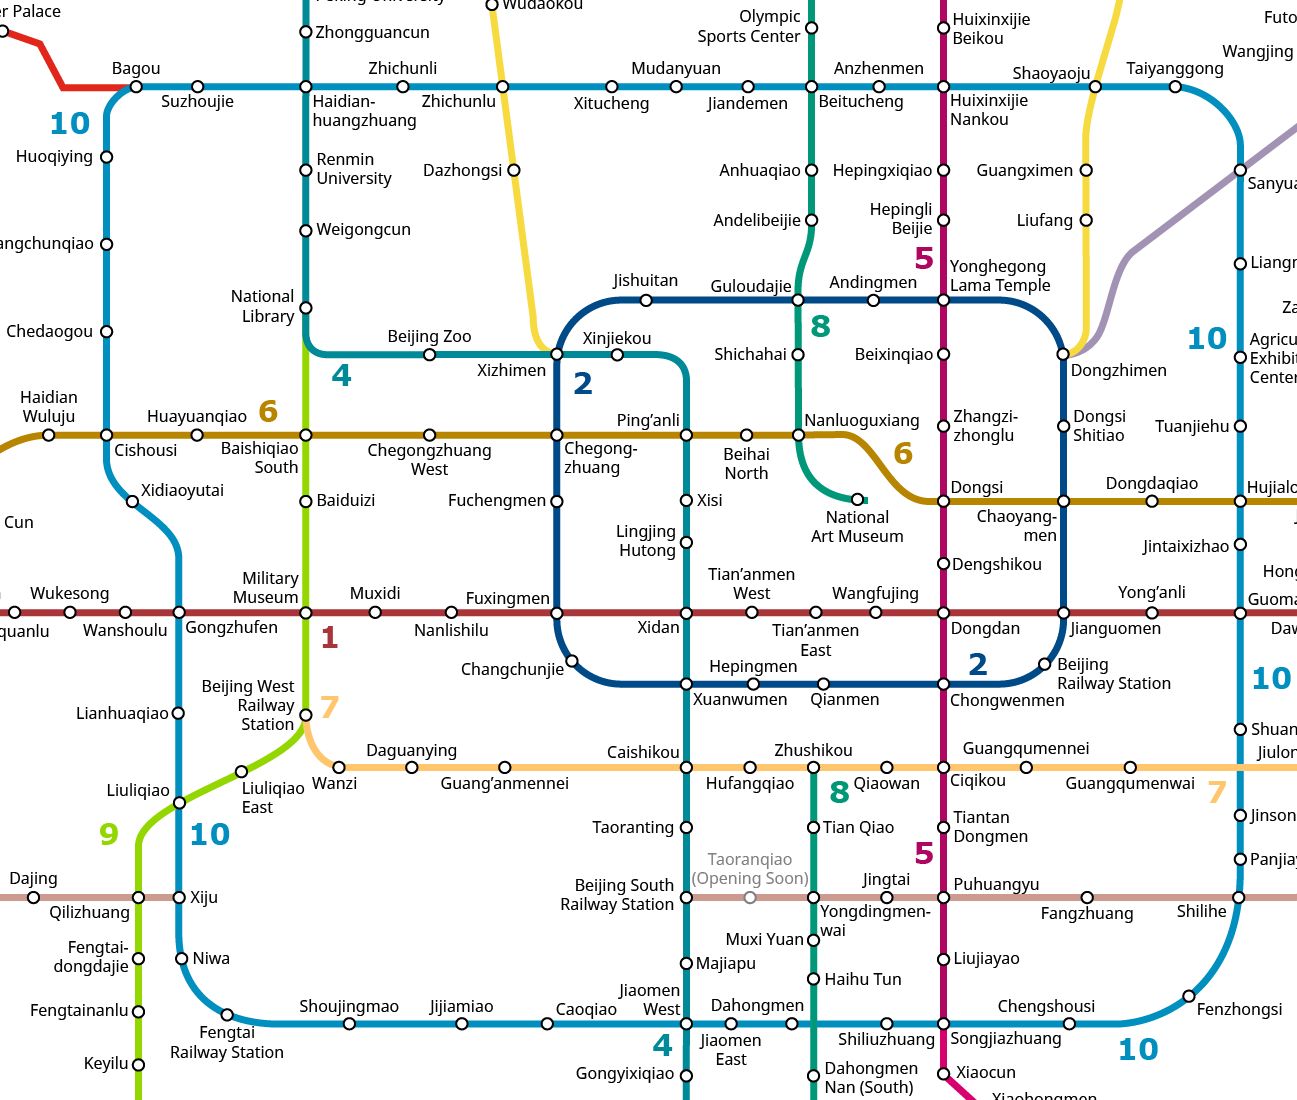 er Palace
Wudaokou
Zhongguancun
Olympic
Sports Center
Huixinxijie
Beikou
Futo
Wangjing
Bagou
Suzhoujie
Haidian-
huangzhuang
Zhichunli
Zhichunlu
Xitucheng
Mudanyuan
Jiandemen
Beitucheng
Anzhenmen
Huixinxijie
Nankou
Shaoyaoju
Taiyanggong
10
Huoqiying
Renmin
University
Dazhongsi
Anhuaqiao
Hepingxiqiao
Guangximen
Sanyua
Andelibeijie
Hepingli
Beijie
Liufang
angchunqiao
Weigongcun
5
Yonghegong
Lama Temple
Liangm
National
Library
Jishuitan
Guloudajie
Andingmen
Za
Chedaogou
Beijing Zoo
Xinjiekou
8
10
Agricu
Exhibit
Center
4
Xizhimen
2
Shichahai
Beixinqiao
Dongzhimen
Haidian
Wuluju
Huayuanqiao
6
Ping’anli
Nanluoguxiang
Zhangzi-
zhonglu
Dongsi
Shitiao
Tuanjiehu
Cishousi
Baishiqiao
South
Chegongzhuang
West
Chegong-
zhuang
Beihai
North
6
Xidiaoyutai
Baiduizi
Fuchengmen
Xisi
Dongsi
Dongdaqiao
Hujialo
Cun
National
Art Museum
Chaoyang-
men
Lingjing
Hutong
Jintaixizhao
Dengshikou
Hong
Wukesong
Military
Museum
Muxidi
Fuxingmen
Tian’anmen
West
Wangfujing
Yong’anli
Guoma
quanlu
Wanshoulu
Gongzhufen
1
Nanlishilu
Xidan
Tian’anmen
East
Dongdan
Jianguomen
Daw
Changchunjie
Hepingmen
2
Beijing
Railway Station
10
Beijing West
Railway
Station
7
Xuanwumen
Qianmen
Chongwenmen
Lianhuaqiao
Shuan
Daguanying
Caishikou
Zhushikou
Guangqumennei
Jiulon
Wanzi
Guang’anmennei
Hufangqiao
8
Qiaowan
Ciqikou
Guangqumenwai
7
Liuliqiao
Liuliqiao
East
9
10
Taoranting
Tian Qiao
Tiantan
Dongmen
Jinson
5
Panjiay
Dajing
Taoranqiao
(Opening Soon)
Jingtai
Puhuangyu
Qilizhuang
Xiju
Beijing South
Railway Station
Yongdingmen-
wai
Fangzhuang
Shilihe
Fengtai-
dongdajie
Niwa
Majiapu
Muxi Yuan
Haihu Tun
Liujiayao
Fengtainanlu
Shoujingmao
Jijiamiao
Caoqiao
Jiaomen
West
Dahongmen
Chengshousi
Fenzhongsi
Fengtai
Railway Station
4
Jiaomen
East
Shiliuzhuang
Songjiazhuang
10
Keyilu
Gongyixiqiao
Dahongmen
Nan (South)
Xiaocun